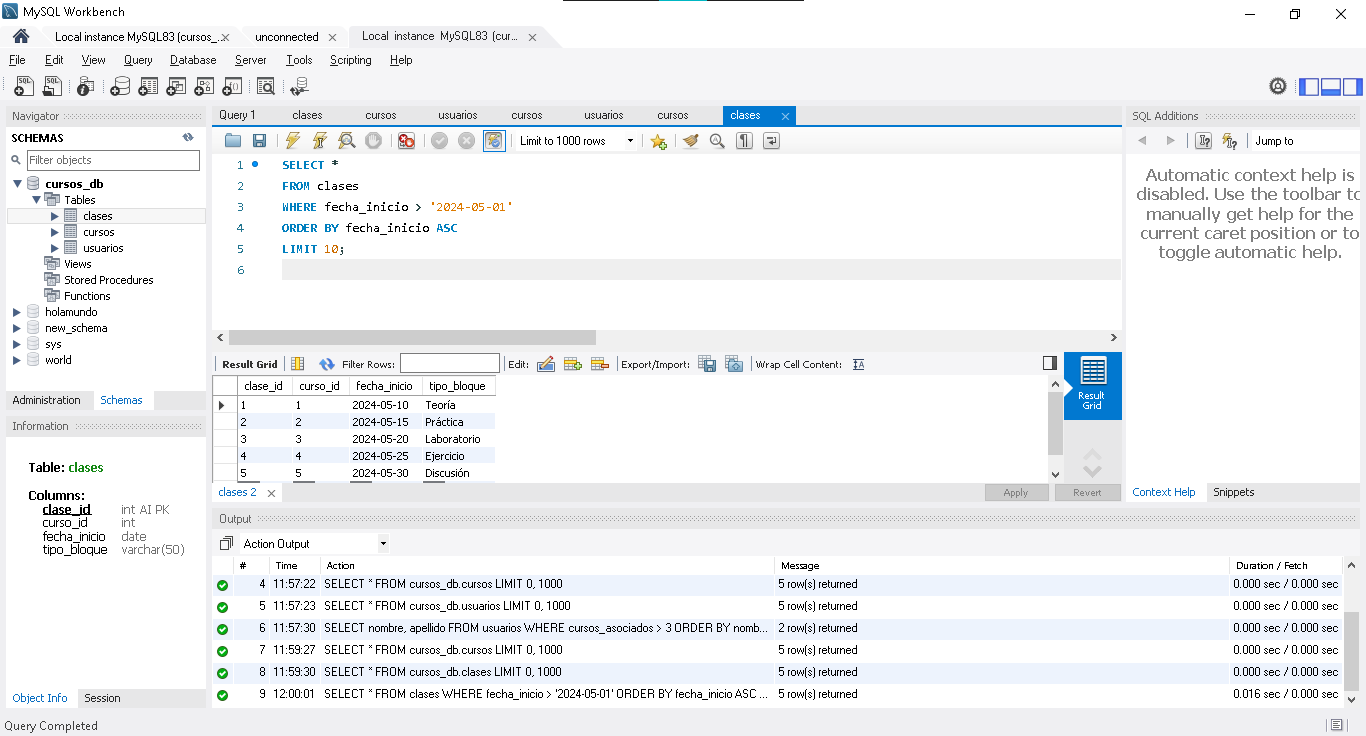 MySQL Workbench
Local instance MySQL83 (cursos_... unconnected Local instance MySQL83 (cur...
File Edit View Query Database Server Tools Scripting Help
Navigator
SCHEMAS
Filter objects
cursos_db
Tables
clases
cursos
usuarios
Views
Stored Procedures
Functions
holamundo
new_schema
sys
world
Administration Schemas
Information
Table: clases
Columns:
clase_id int AI PK
curso_id int
fecha_inicio date
tipo_bloque varchar(50)
Object Info Session
Query Completed
Query 1 clases cursos usuarios cursos usuarios cursos clases
Limit to 1000 rows
1 SELECT *
2 FROM clases
3 WHERE fecha_inicio > '2024-05-01'
4 ORDER BY fecha_inicio ASC
5 LIMIT 10;
6
Result Grid Filter Rows: Edit: Export/Import: Wrap Cell Content:
clase_id curso_id fecha_inicio tipo_bloque
1 1 2024-05-10 Teoría
2 2 2024-05-15 Práctica
3 3 2024-05-20 Laboratorio
4 4 2024-05-25 Ejercicio
5 5 2024-05-30 Discusión
Result
Grid
clases 2 Apply Revert
SQL Additions
Jump to
Automatic context help is
disabled. Use the toolbar to
manually get help for the
current caret position or to
toggle automatic help.
Context Help Snippets
Output
Action Output
# Time Action Message Duration / Fetch
4 11:57:22 SELECT * FROM cursos_db.cursos LIMIT 0, 1000 5 row(s) returned 0.000 sec / 0.000 sec
5 11:57:23 SELECT * FROM cursos_db.usuarios LIMIT 0, 1000 5 row(s) returned 0.000 sec / 0.000 sec
6 11:57:30 SELECT nombre, apellido FROM usuarios WHERE cursos_asociados > 3 ORDER BY nomb... 2 row(s) returned 0.000 sec / 0.000 sec
7 11:59:27 SELECT * FROM cursos_db.cursos LIMIT 0, 1000 5 row(s) returned 0.000 sec / 0.000 sec
8 11:59:30 SELECT * FROM cursos_db.clases LIMIT 0, 1000 5 row(s) returned 0.000 sec / 0.000 sec
9 12:00:01 SELECT * FROM clases WHERE fecha_inicio > '2024-05-01' ORDER BY fecha_inicio ASC ... 5 row(s) returned 0.016 sec / 0.000 sec